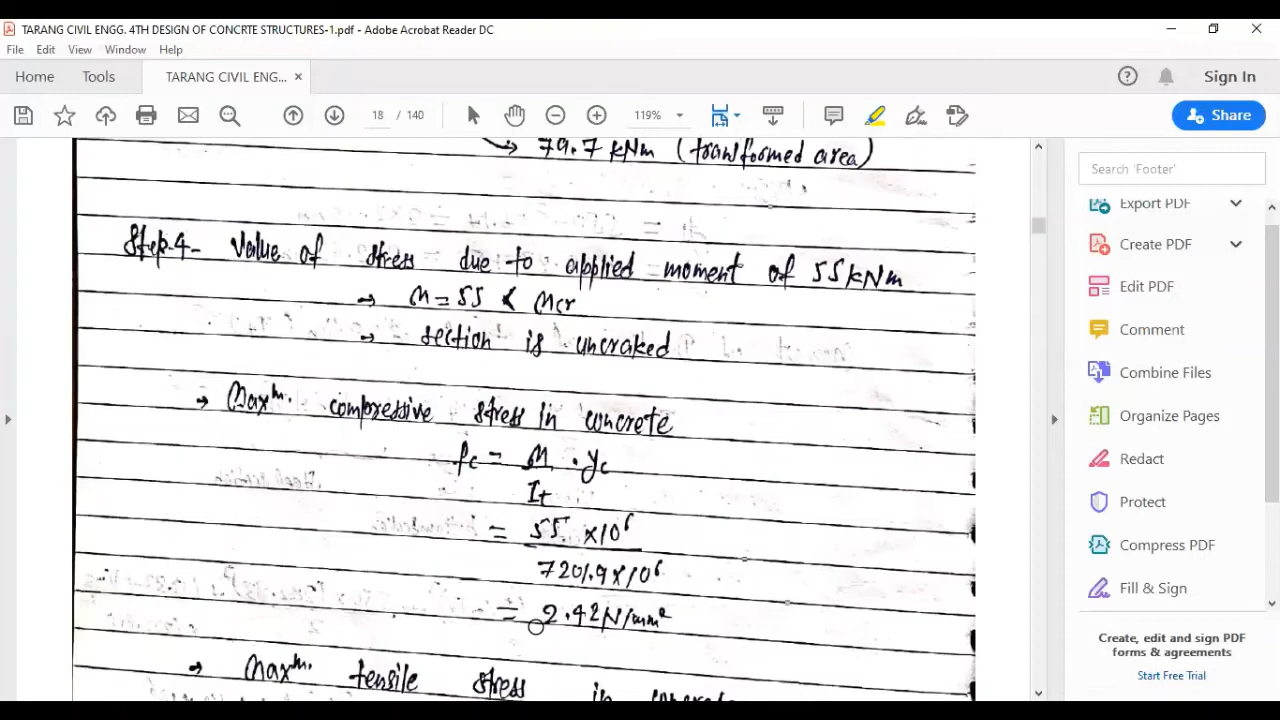 TARANG CIVIL ENGG. 4TH DESIGN OF CONCRTE STRUCTURES-1.pdf - Adobe Acrobat Reader DC
File Edit View Window Help
Home Tools TARANG CIVIL ENG... × Sign In
18 / 140 119% Share
→ 79.7 kNm (transformed area)
Step.4- Value of stress due to applied moment of 55kNm
→ M = 55 < Mcr
→ section is uncraked
→ Maxm. compressive stress in concrete
fc = M . yc
It
= 55 × 10⁶
7201.9 × 10⁶
= 2.42 N/mm²
→ Maxm. tensile stress in concrete
Search 'Footer'
Export PDF
Create PDF
Edit PDF
Comment
Combine Files
Organize Pages
Redact
Protect
Compress PDF
Fill & Sign
Create, edit and sign PDF
forms & agreements
Start Free Trial